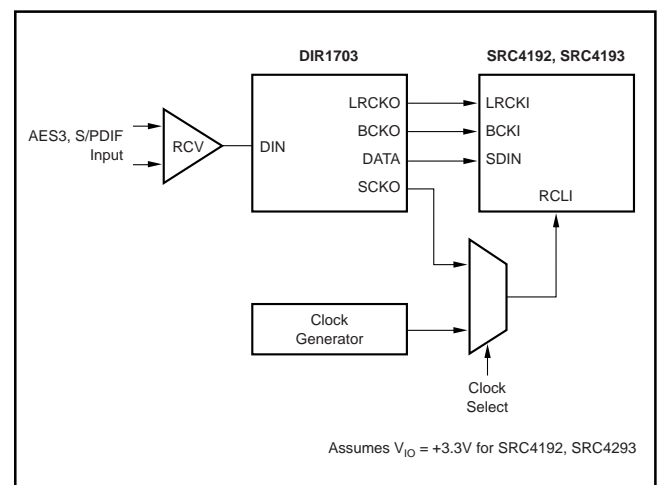 DIR1703
SRC4192, SRC4193
AES3, S/PDIF
Input
RCV
DIN
LRCKO
BCKO
DATA
SCKO
LRCKI
BCKI
SDIN
RCLI
Clock
Generator
Clock
Select
Assumes V_IO = +3.3V for SRC4192, SRC4293